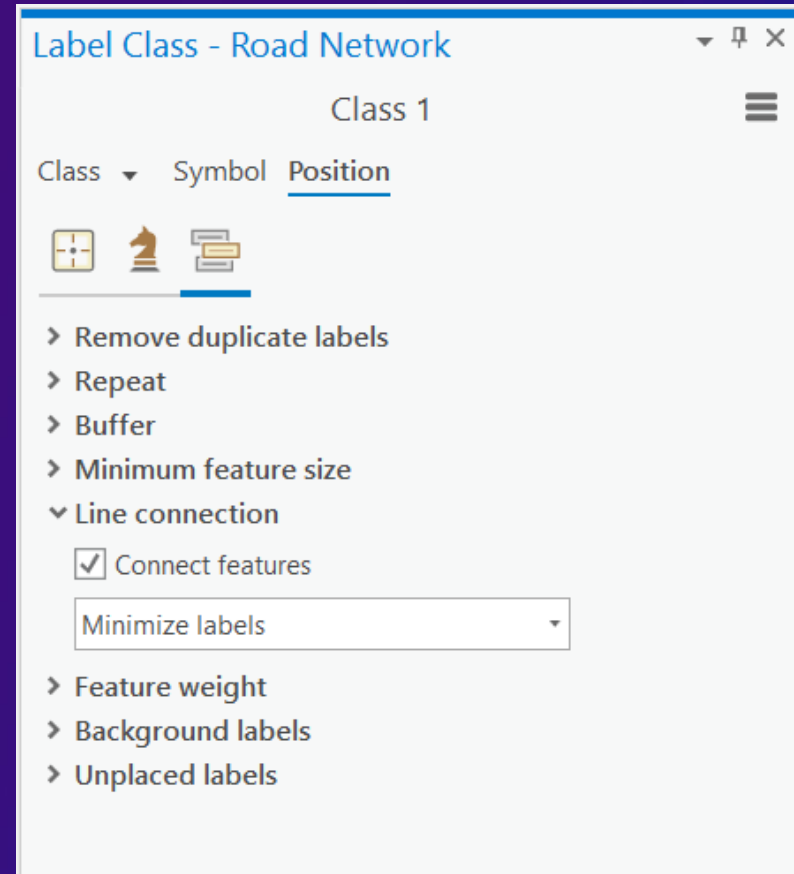 Label Class - Road Network
Class 1
Class Symbol Position
Remove duplicate labels
Repeat
Buffer
Minimum feature size
Line connection
Connect features
Minimize labels
Feature weight
Background labels
Unplaced labels